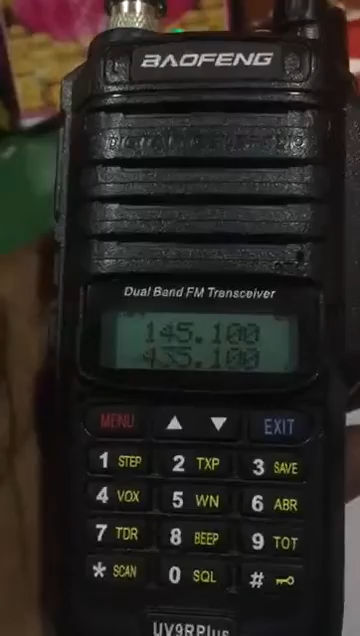 BAOFENG
Dual Band FM Transceiver
145.100
435.100
MENU ▲ ▼ EXIT
1 STEP 2 TXP 3 SAVE
4 VOX 5 WN 6 ABR
7 TDR 8 BEEP 9 TOT
* SCAN 0 SQL #
UV9RPlus